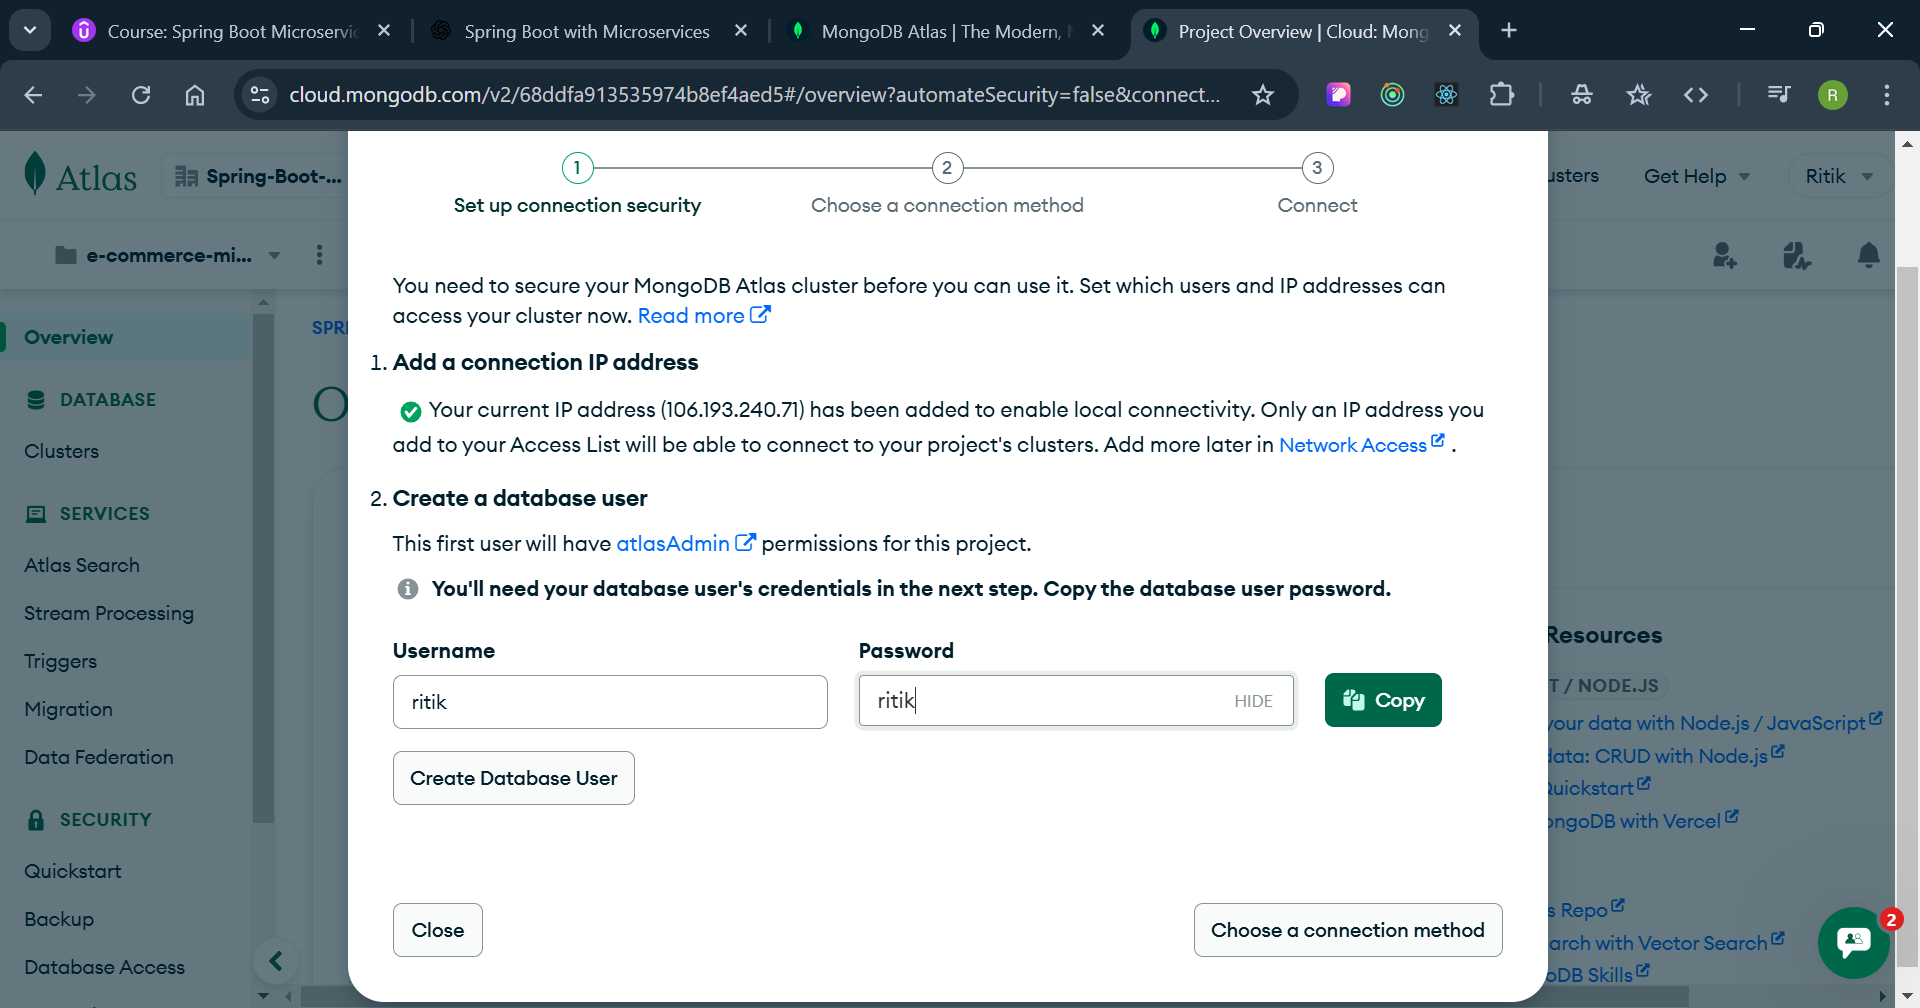 Course: Spring Boot Microservic
Spring Boot with Microservices
MongoDB Atlas | The Modern,
Project Overview | Cloud: Mong
cloud.mongodb.com/v2/68ddfa913535974b8ef4aed5#/overview?automateSecurity=false&connect...
R
Atlas
Spring-Boot-...
usters
Get Help
Ritik
e-commerce-mi...
Overview
DATABASE
Clusters
SERVICES
Atlas Search
Stream Processing
Triggers
Migration
Data Federation
SECURITY
Quickstart
Backup
Database Access
SPRI
O
1
2
3
Set up connection security
Choose a connection method
Connect
You need to secure your MongoDB Atlas cluster before you can use it. Set which users and IP addresses can
access your cluster now. Read more
1. Add a connection IP address
Your current IP address (106.193.240.71) has been added to enable local connectivity. Only an IP address you
add to your Access List will be able to connect to your project's clusters. Add more later in Network Access .
2. Create a database user
This first user will have atlasAdmin permissions for this project.
You'll need your database user's credentials in the next step. Copy the database user password.
Username
Password
ritik
ritik
HIDE
Copy
Create Database User
Close
Choose a connection method
Resources
T / NODE.JS
your data with Node.js / JavaScript
data: CRUD with Node.js
Quickstart
ongoDB with Vercel
s Repo
arch with Vector Search
oDB Skills
2